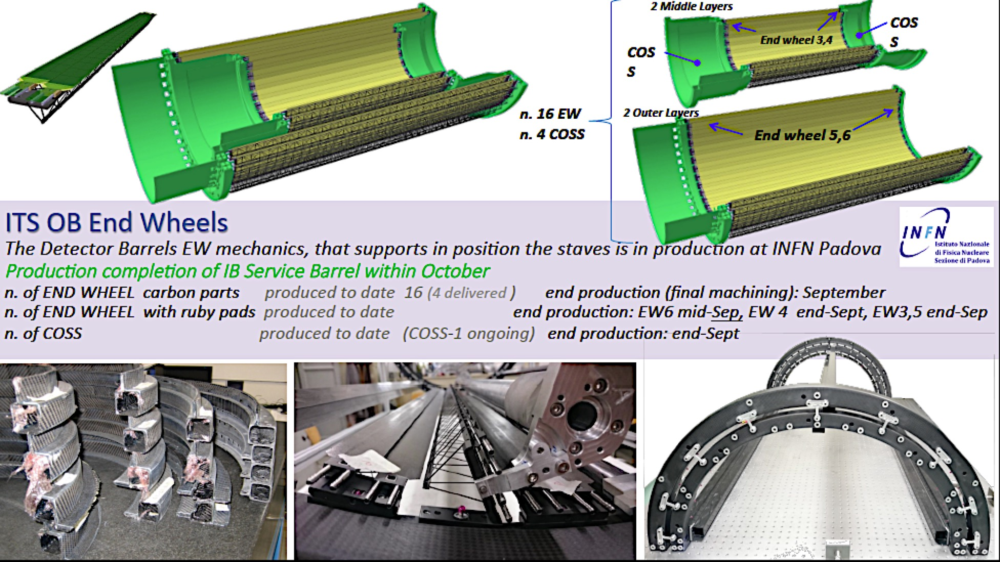 2 Middle Layers
COS
S
End wheel 3,4
COS
S
n. 16 EW
n. 4 COSS
2 Outer Layers
End wheel 5,6
ITS OB End Wheels
The Detector Barrels EW mechanics, that supports in position the staves is in production at INFN Padova
Production completion of IB Service Barrel within October
n. of END WHEEL carbon parts produced to date 16 (4 delivered ) end production (final machining): September
n. of END WHEEL with ruby pads produced to date end production: EW6 mid-Sep, EW 4 end-Sept, EW3,5 end-Sep
n. of COSS produced to date (COSS-1 ongoing) end production: end-Sept
INFN
Istituto Nazionale
di Fisica Nucleare
Sezione di Padova